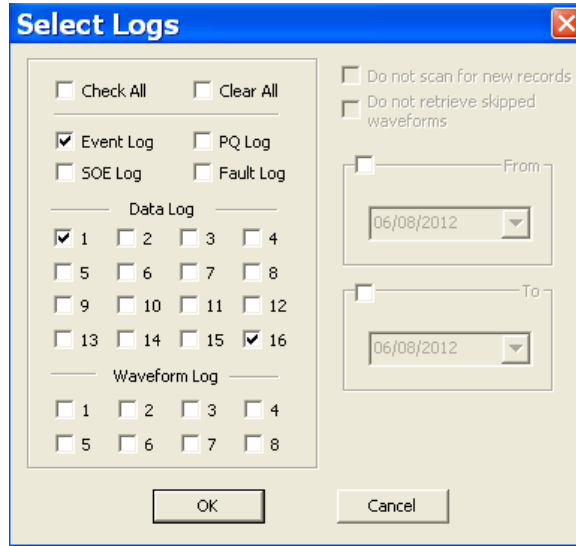 Select Logs
Check All Clear All
Event Log PQ Log
SOE Log Fault Log
Data Log
1 2 3 4
5 6 7 8
9 10 11 12
13 14 15 16
Waveform Log
1 2 3 4
5 6 7 8
Do not scan for new records
Do not retrieve skipped
waveforms
From
06/08/2012
To
06/08/2012
OK Cancel